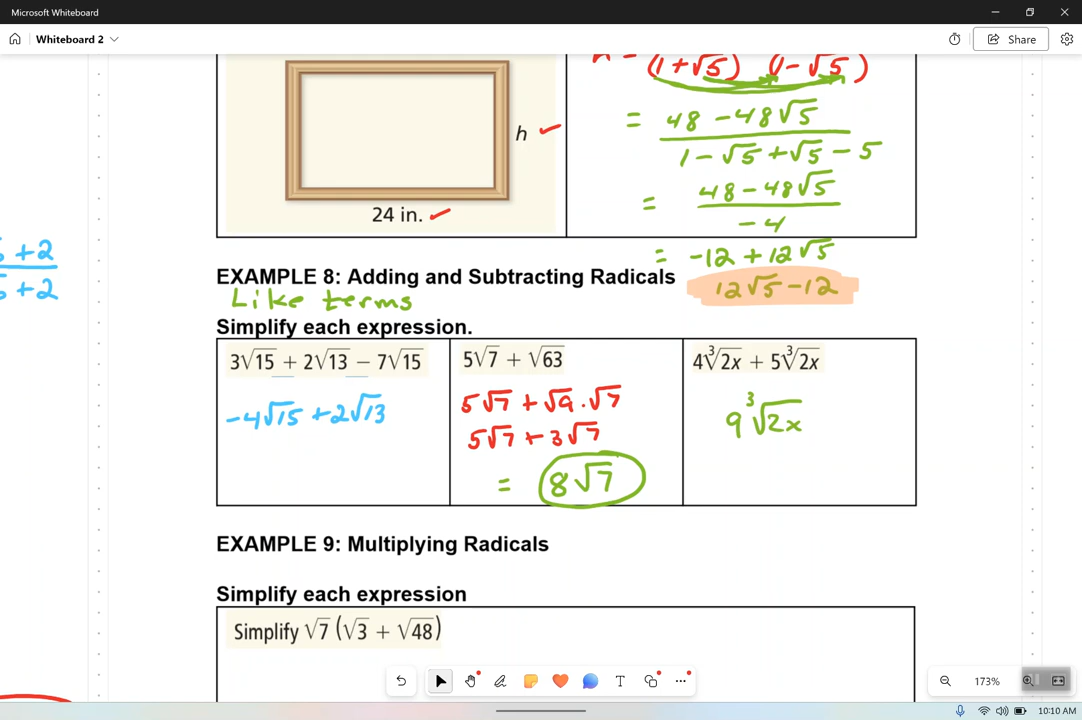 Microsoft Whiteboard
Whiteboard 2
Share
(1+√5) (1-√5)
= 48 - 48√5
1 - √5 + √5 - 5
= 48 - 48√5
-4
= -12 + 12√5
12√5 - 12
h
24 in.
+2
+2
EXAMPLE 8: Adding and Subtracting Radicals
Like terms
Simplify each expression.
3√15 + 2√13 − 7√15
-4√15 +2√13
5√7 + √63
5√7 + √9 · √7
5√7 + 3√7
= 8√7
4∛2x + 5∛2x
9∛2x
EXAMPLE 9: Multiplying Radicals
Simplify each expression
Simplify √7 (√3 + √48)
173%
10:10 AM